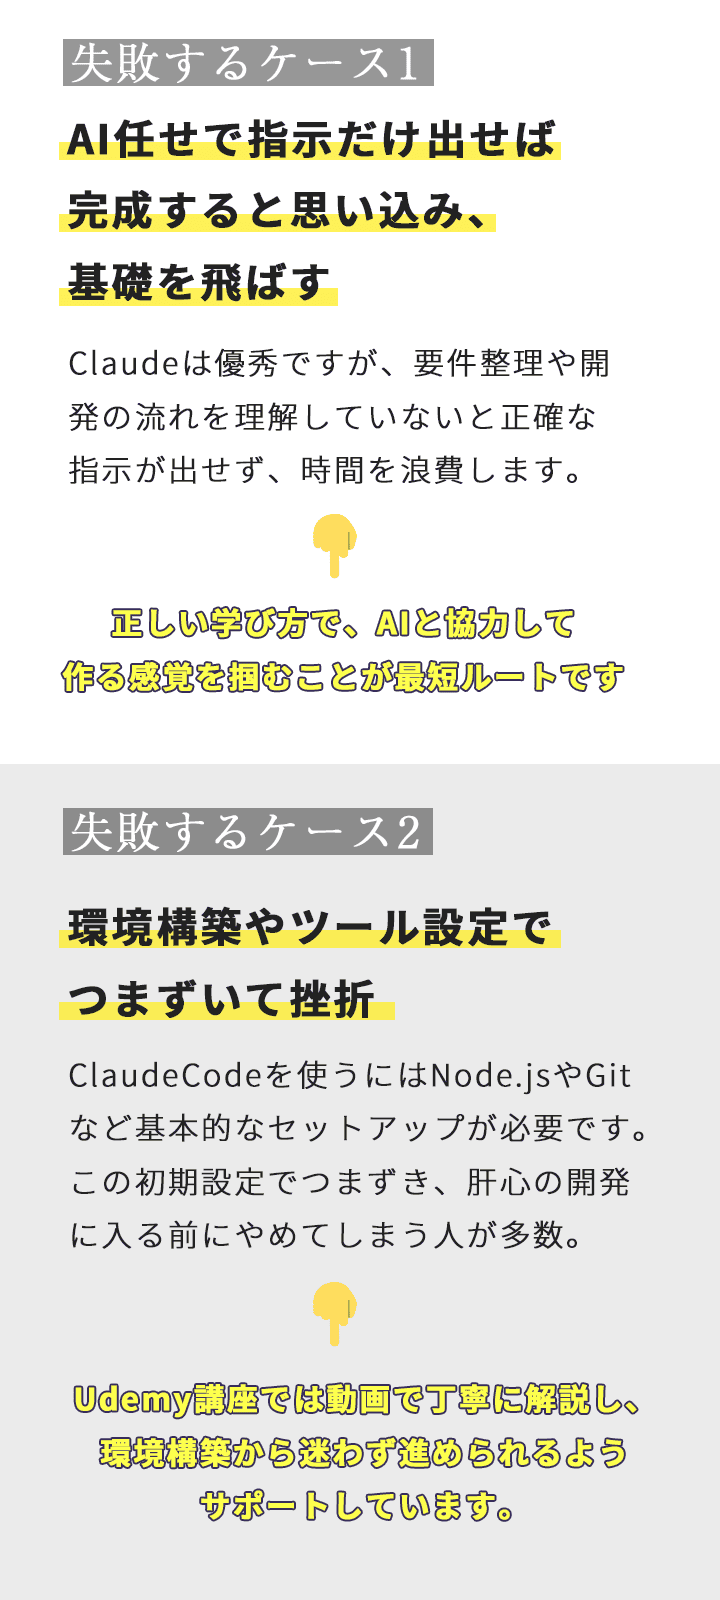 失敗するケース1
AI任せで指示だけ出せば
完成すると思い込み、
基礎を飛ばす
Claudeは優秀ですが、要件整理や開
発の流れを理解していないと正確な
指示が出せず、時間を浪費します。
正しい学び方で、AIと協力して
作る感覚を掴むことが最短ルートです
失敗するケース2
環境構築やツール設定で
つまずいて挫折
ClaudeCodeを使うにはNode.jsやGit
など基本的なセットアップが必要です。
この初期設定でつまずき、肝心の開発
に入る前にやめてしまう人が多数。
Udemy講座では動画で丁寧に解説し、
環境構築から迷わず進められるよう
サポートしています。